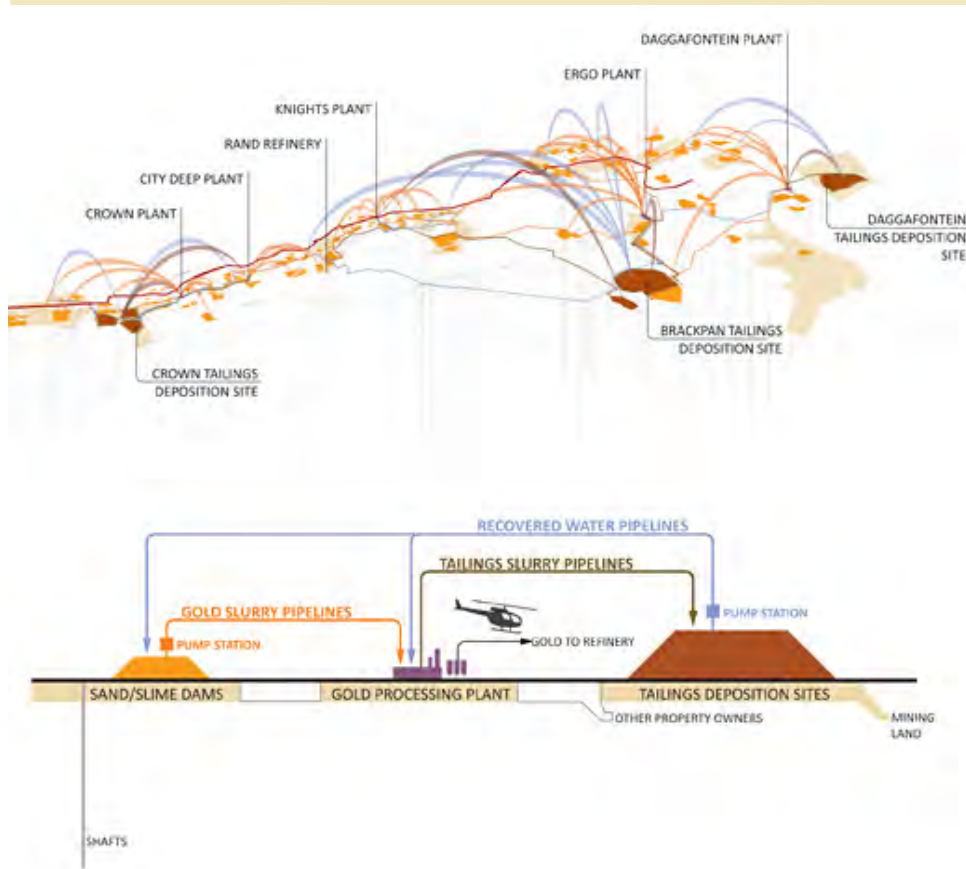 DAGGAFONTEIN PLANT
ERGO PLANT
KNIGHTS PLANT
RAND REFINERY
CITY DEEP PLANT
CROWN PLANT
DAGGAFONTEIN
TAILINGS DEPOSITION
SITE
BRACKPAN TAILINGS
DEPOSITION SITE
CROWN TAILINGS
DEPOSITION SITE
RECOVERED WATER PIPELINES
TAILINGS SLURRY PIPELINES
GOLD SLURRY PIPELINES
PUMP STATION
PUMP STATION
GOLD TO REFINERY
SAND/SLIME DAMS
GOLD PROCESSING PLANT
TAILINGS DEPOSITION SITES
OTHER PROPERTY OWNERS
MINING
LAND
SHAFTS